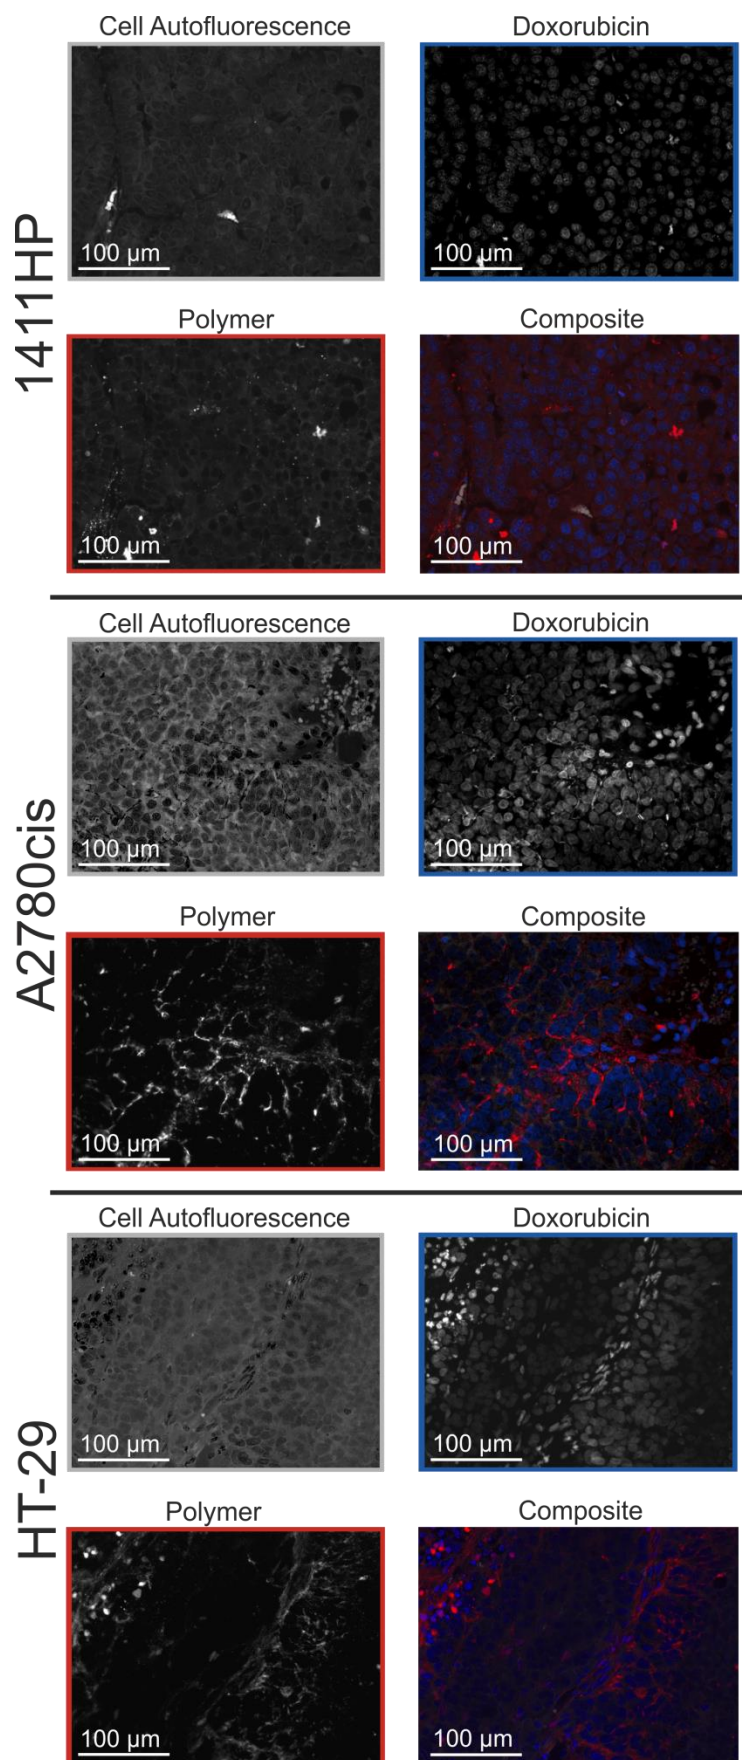 1411HP
Cell Autofluorescence
Doxorubicin
100 µm
100 µm
Polymer
Composite
100 µm
100 µm
A2780cis
Cell Autofluorescence
Doxorubicin
100 µm
100 µm
Polymer
Composite
100 µm
100 µm
HT-29
Cell Autofluorescence
Doxorubicin
100 µm
100 µm
Polymer
Composite
100 µm
100 µm